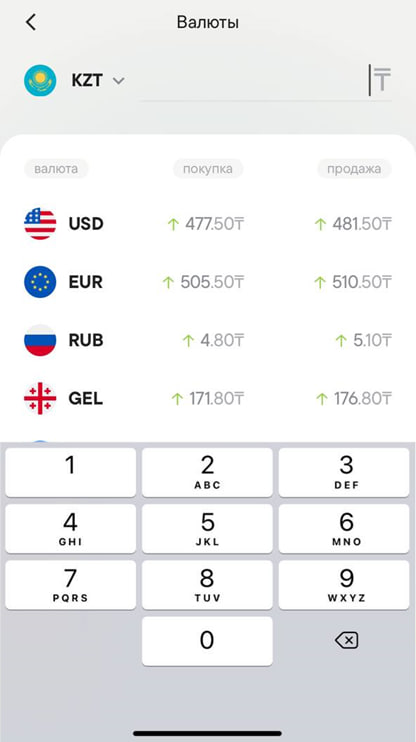 Валюты
KZT ₸
валюта покупка продажа
USD ↑ 477.50₸ ↑ 481.50₸
EUR ↑ 505.50₸ ↑ 510.50₸
RUB ↑ 4.80₸ ↑ 5.10₸
GEL ↑ 171.80₸ ↑ 176.80₸
1 2 3
ABC DEF
4 5 6
GHI JKL MNO
7 8 9
PQRS TUV WXYZ
0